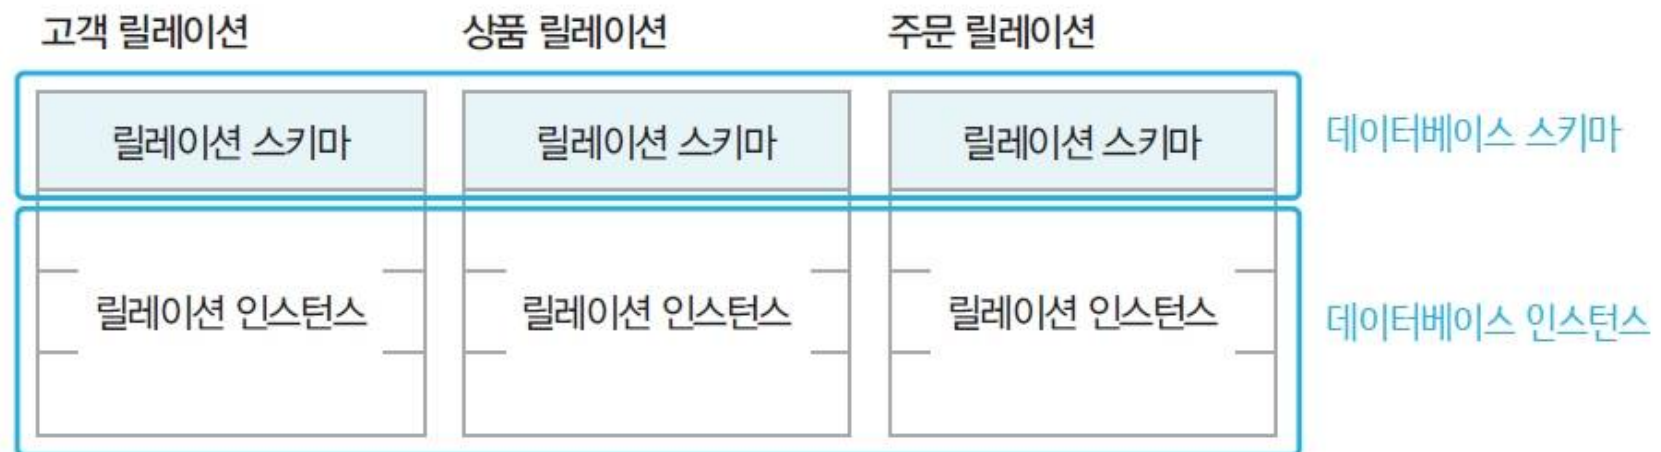 고객 릴레이션 상품 릴레이션 주문 릴레이션
릴레이션 스키마 릴레이션 스키마 릴레이션 스키마 데이터베이스 스키마
릴레이션 인스턴스 릴레이션 인스턴스 릴레이션 인스턴스 데이터베이스 인스턴스